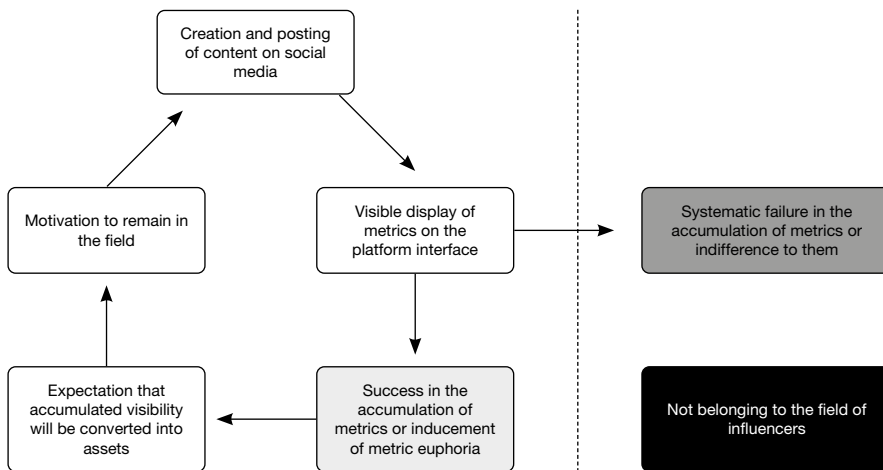 Creation and posting
of content on social
media
Motivation to remain in
the field
Visible display of
metrics on the
platform interface
Systematic failure in the
accumulation of metrics or
indifference to them
Expectation that
accumulated visibility
will be converted into
assets
Success in the
accumulation of
metrics or inducement
of metric euphoria
Not belonging to the field of
influencers